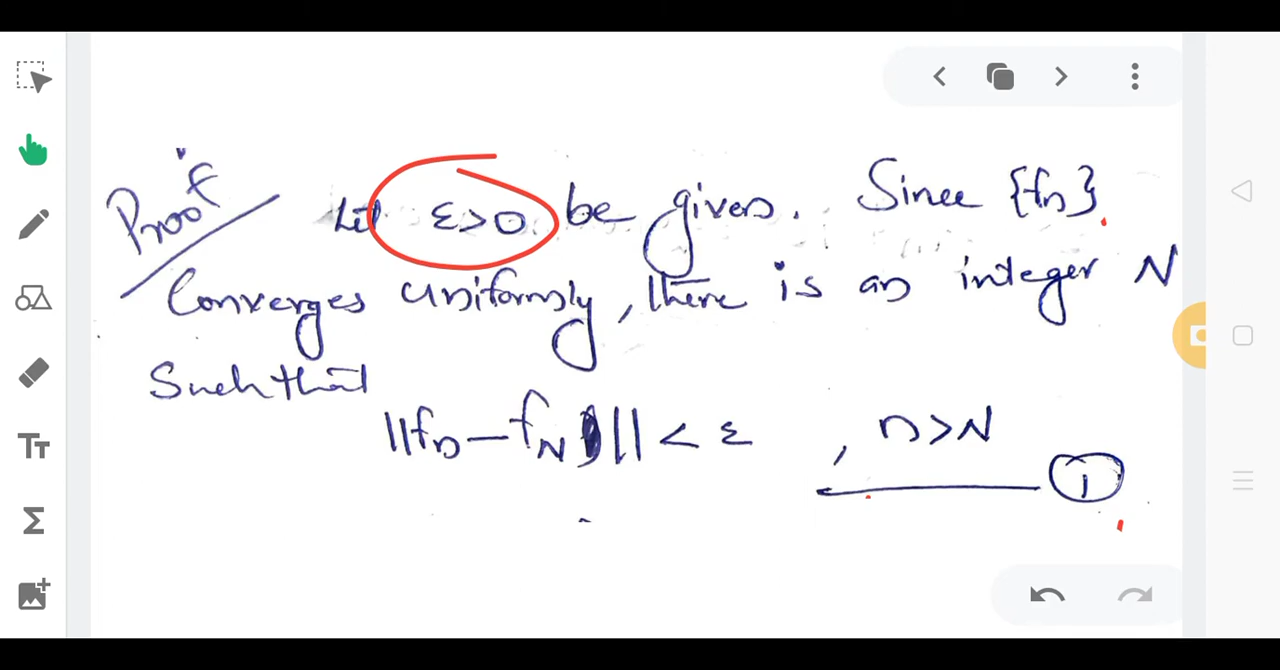 Proof Let ε>0 be given. Since {fn}
Converges uniformly, there is an integer N
Such that
||fn – fN || < ε , n>N
1